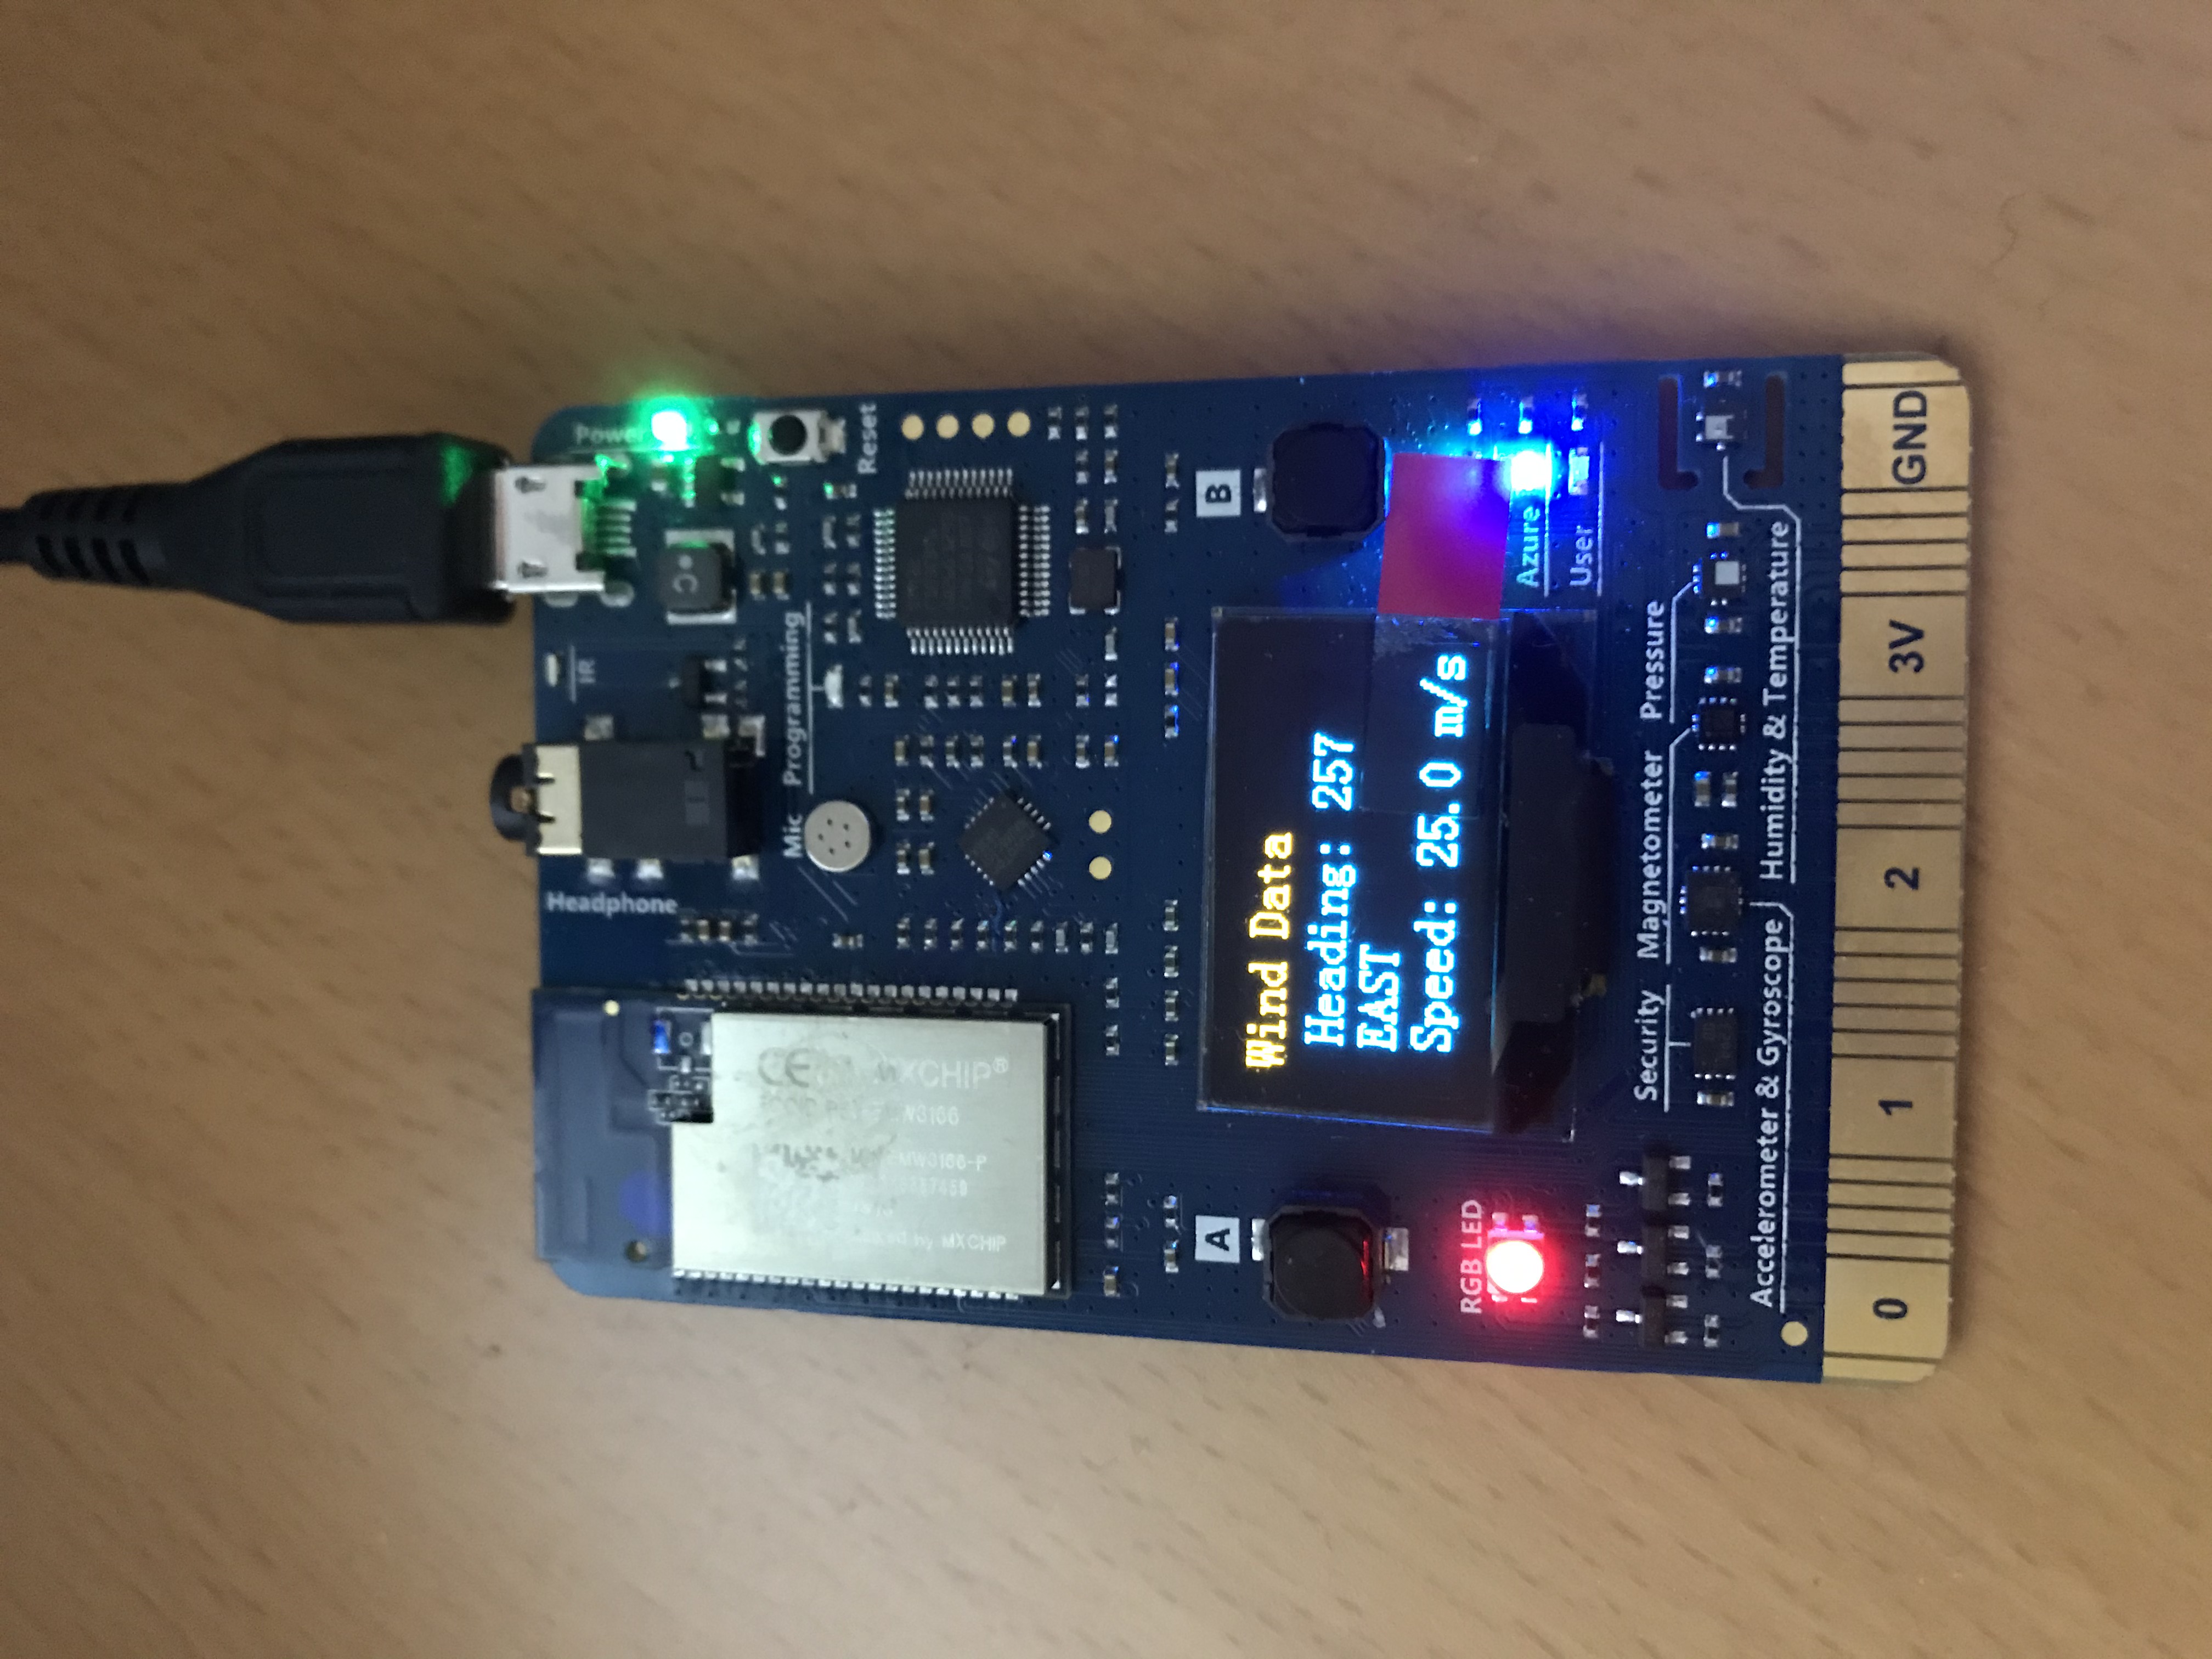 Headphone
IR
Power
Mic
Programming
Reset
MXCHIP®
CE
A
B
Wind Data
Heading: 257
EAST
Speed: 25.0 m/s
RGB LED
Azure
User
Security
Magnetometer
Pressure
Accelerometer & Gyroscope
Humidity & Temperature
0
1
2
3V
GND